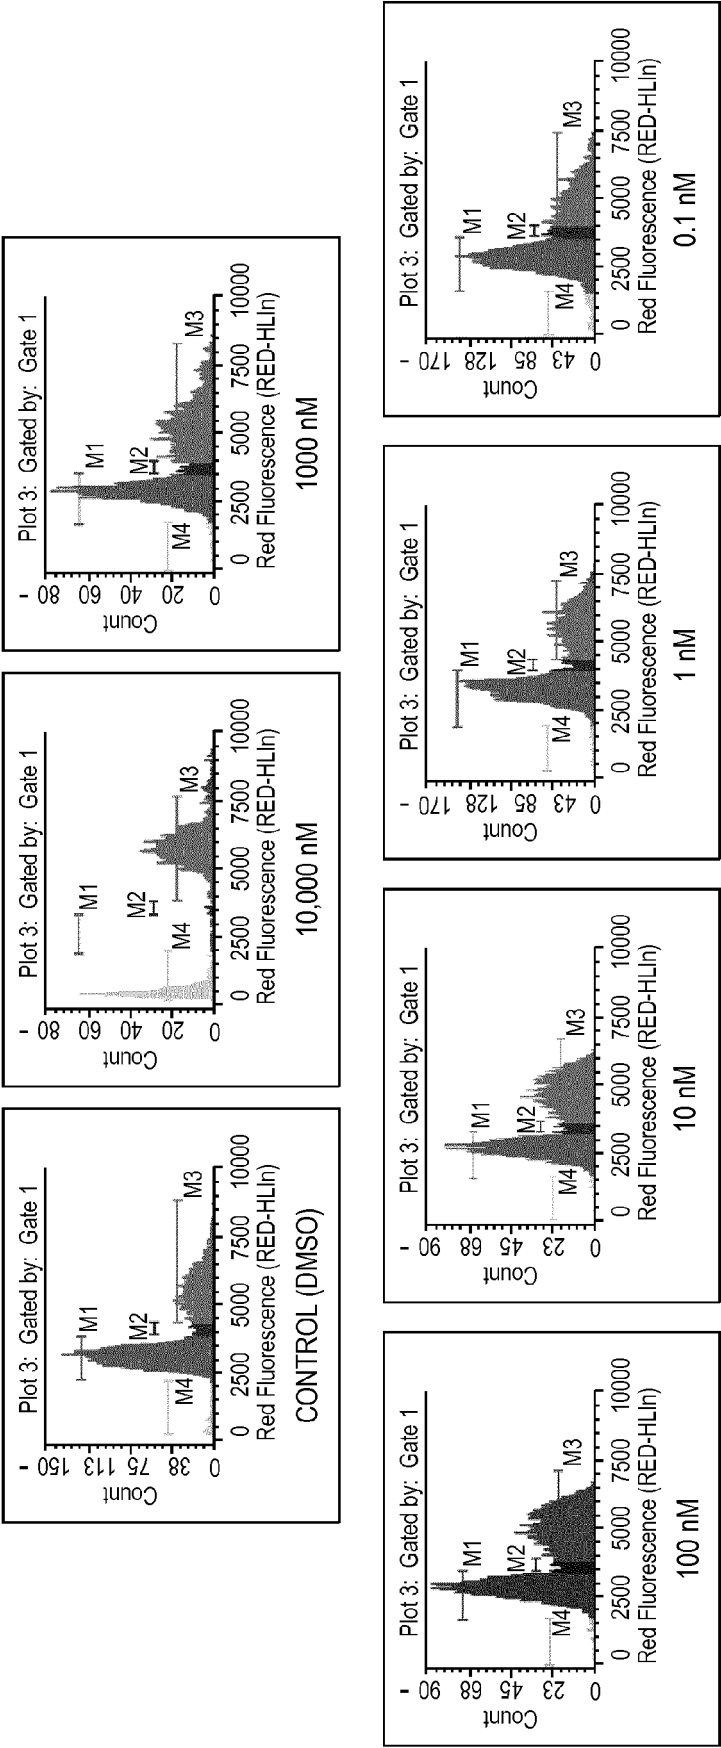 Plot 3: Gated by: Gate 1
150
113
75
38
0
Count
M1
M2
M3
M4
0 2500 5000 7500 10000
Red Fluorescence (RED-HLln)
CONTROL (DMSO)
Plot 3: Gated by: Gate 1
80
60
40
20
0
Count
M1
M2
M3
M4
0 2500 5000 7500 10000
Red Fluorescence (RED-HLln)
10,000 nM
Plot 3: Gated by: Gate 1
80
60
40
20
0
Count
M1
M2
M3
M4
0 2500 5000 7500 10000
Red Fluorescence (RED-HLln)
1000 nM
Plot 3: Gated by: Gate 1
90
68
45
23
0
Count
M1
M2
M3
M4
0 2500 5000 7500 10000
Red Fluorescence (RED-HLln)
100 nM
Plot 3: Gated by: Gate 1
90
68
45
23
0
Count
M1
M2
M3
M4
0 2500 5000 7500 10000
Red Fluorescence (RED-HLln)
10 nM
Plot 3: Gated by: Gate 1
170
128
85
43
0
Count
M1
M2
M3
M4
0 2500 5000 7500 10000
Red Fluorescence (RED-HLln)
1 nM
Plot 3: Gated by: Gate 1
170
128
85
43
0
Count
M1
M2
M3
M4
0 2500 5000 7500 10000
Red Fluorescence (RED-HLln)
0.1 nM